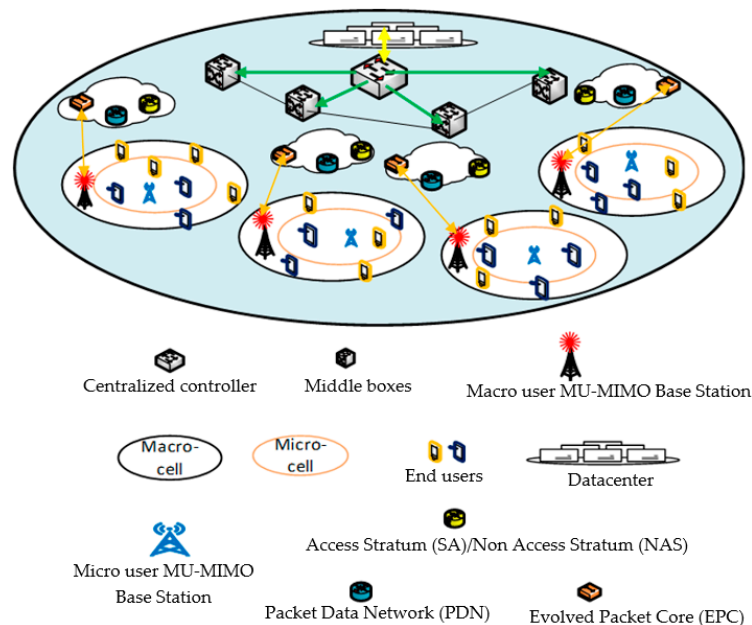 Centralized controller
Middle boxes
Macro user MU-MIMO Base Station
Macro-
cell
Micro-
cell
End users
Datacenter
Access Stratum (SA)/Non Access Stratum (NAS)
Micro user MU-MIMO
Base Station
Packet Data Network (PDN)
Evolved Packet Core (EPC)